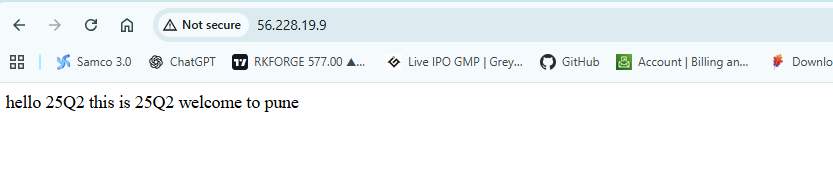 Not secure 56.228.19.9
Samco 3.0 ChatGPT RKFORGE 577.00 ▲... Live IPO GMP | Grey... GitHub Account | Billing an... Downlo
hello 25Q2 this is 25Q2 welcome to pune